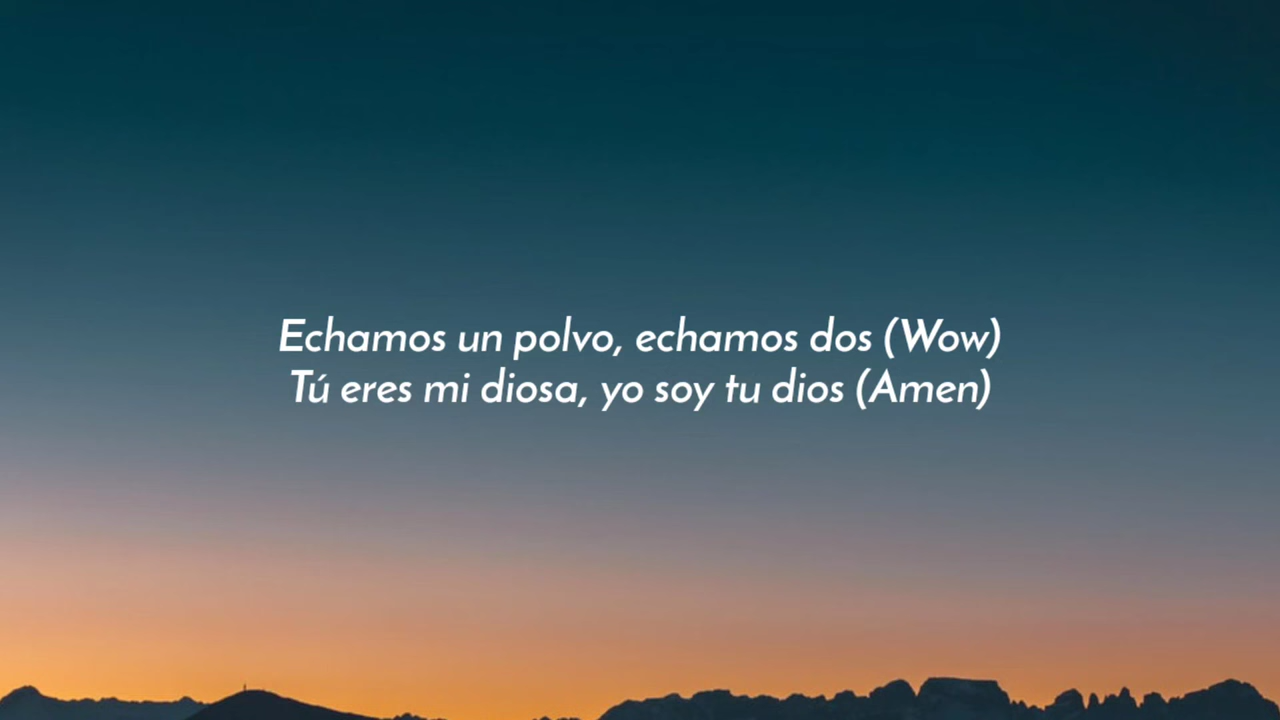 Echamos un polvo, echamos dos (Wow)
Tú eres mi diosa, yo soy tu dios (Amen)